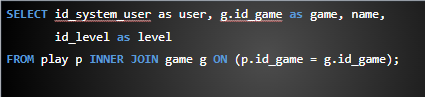 SELECT id_system_user as user, g.id_game as game, name,
id_level as level
FROM play p INNER JOIN game g ON (p.id_game = g.id_game);